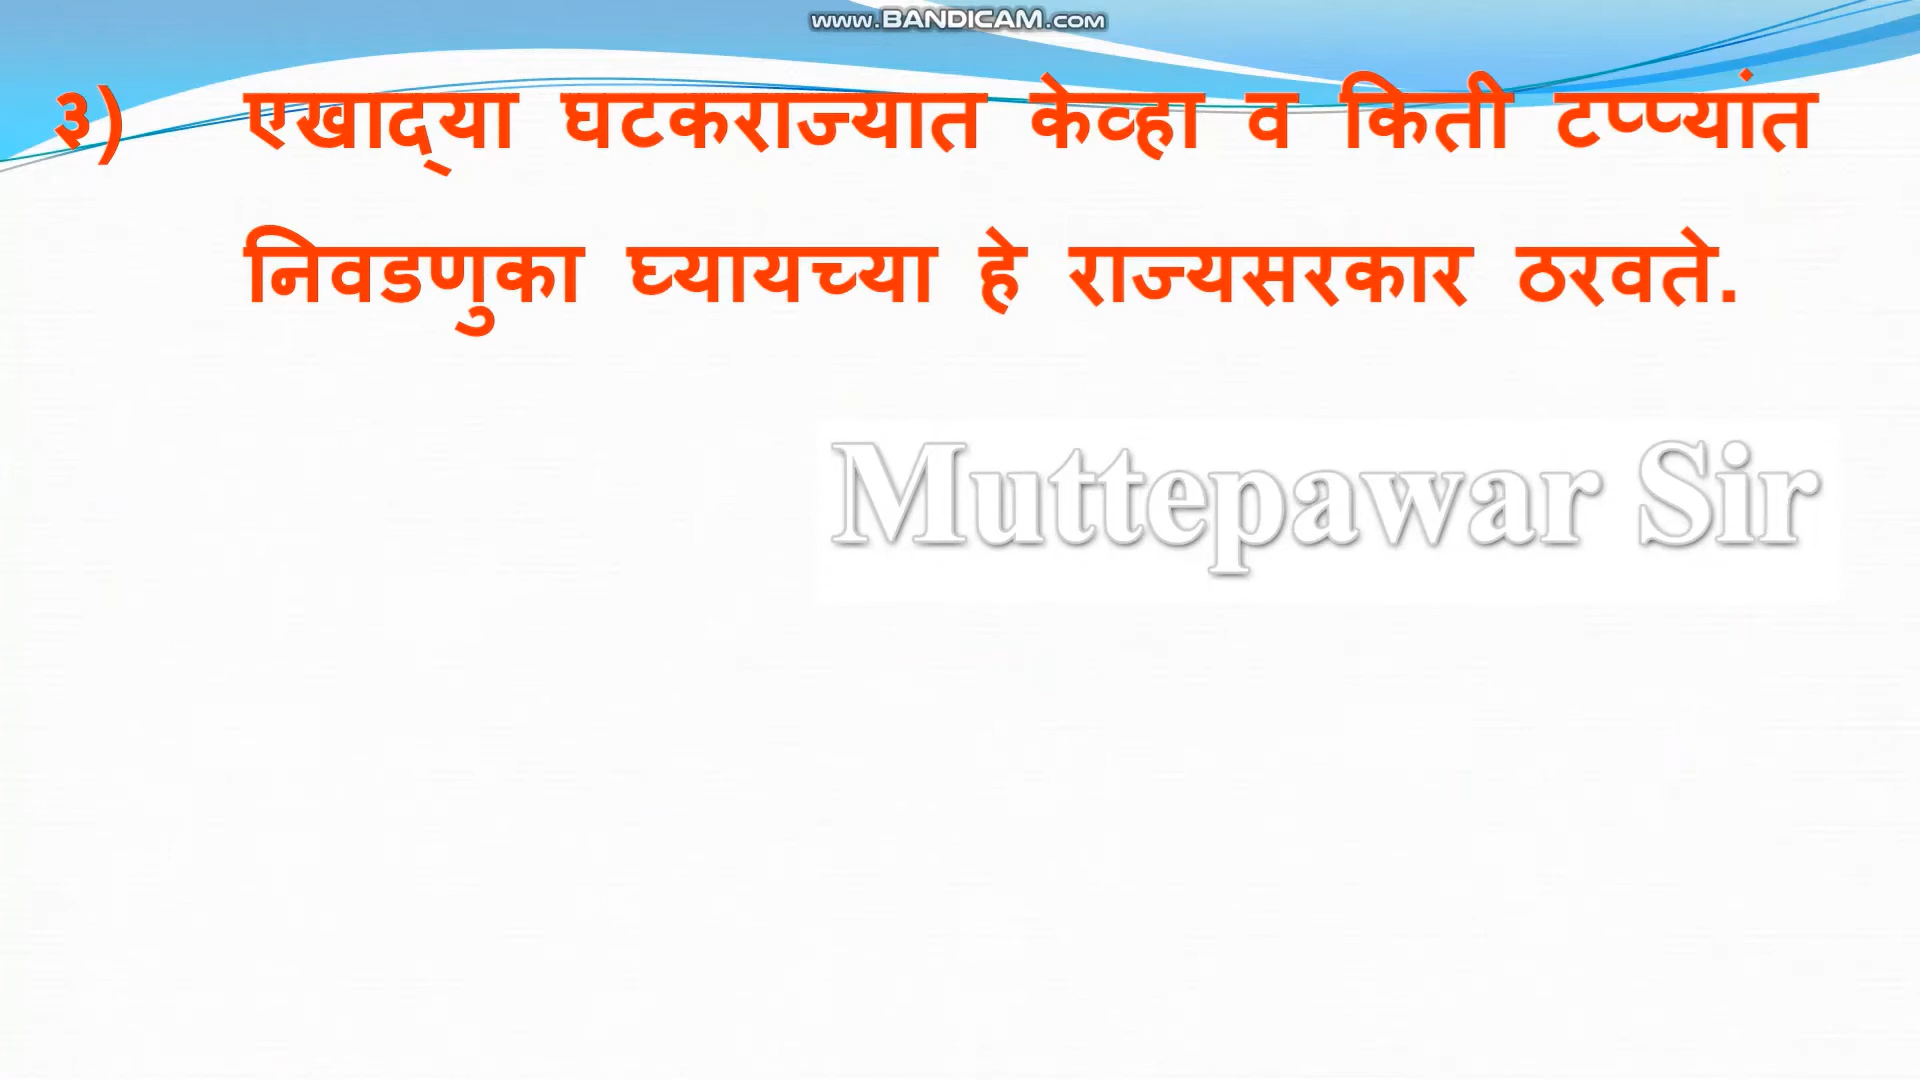 www.BANDICAM.com
३) एखाद्‌या घटकराज्यात केव्हा व किती टप्प्यांत
निवडणुका घ्यायच्या हे राज्यसरकार ठरवते.
Muttepawar Sir